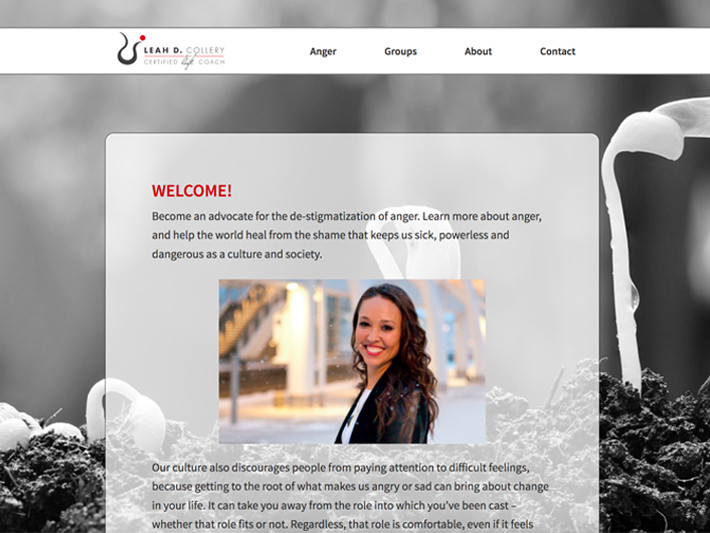 LEAH D. COLLERY
CERTIFIED life COACH
Anger Groups About Contact
WELCOME!
Become an advocate for the de-stigmatization of anger. Learn more about anger,
and help the world heal from the shame that keeps us sick, powerless and
dangerous as a culture and society.
Our culture also discourages people from paying attention to difficult feelings,
because getting to the root of what makes us angry or sad can bring about change
in your life. It can take you away from the role into which you’ve been cast –
whether that role fits or not. Regardless, that role is comfortable, even if it feels